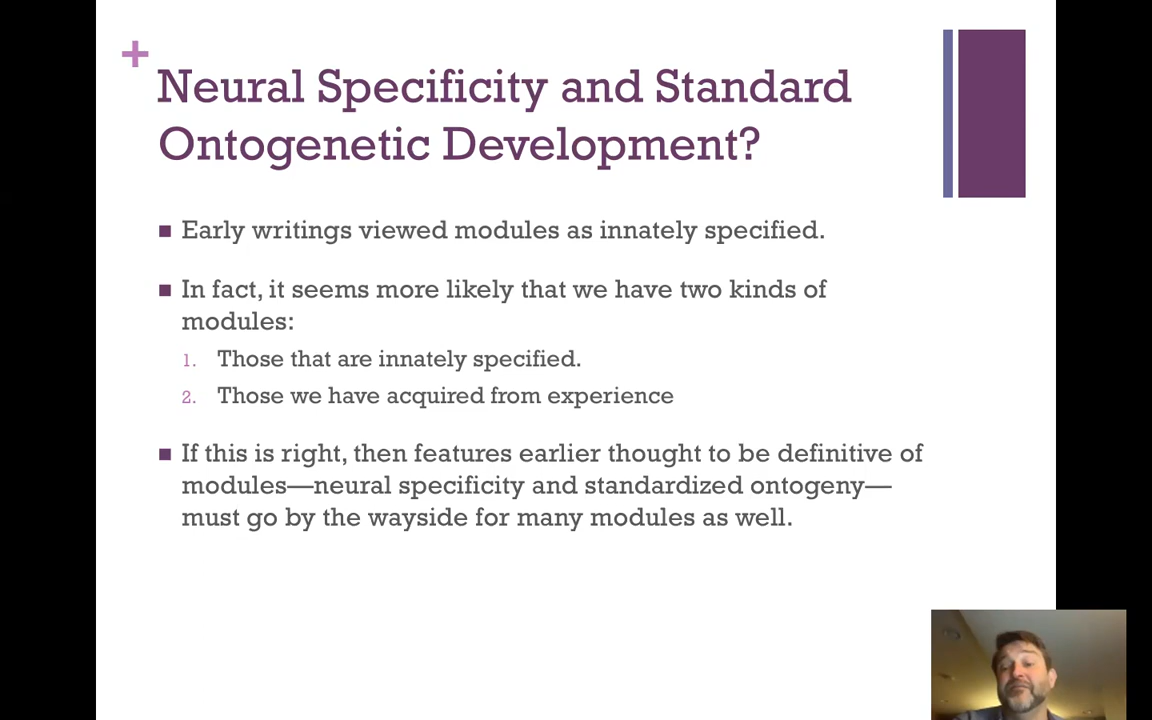 +
Neural Specificity and Standard
Ontogenetic Development?
■ Early writings viewed modules as innately specified.
■ In fact, it seems more likely that we have two kinds of
modules:
1. Those that are innately specified.
2. Those we have acquired from experience
■ If this is right, then features earlier thought to be definitive of
modules—neural specificity and standardized ontogeny—
must go by the wayside for many modules as well.